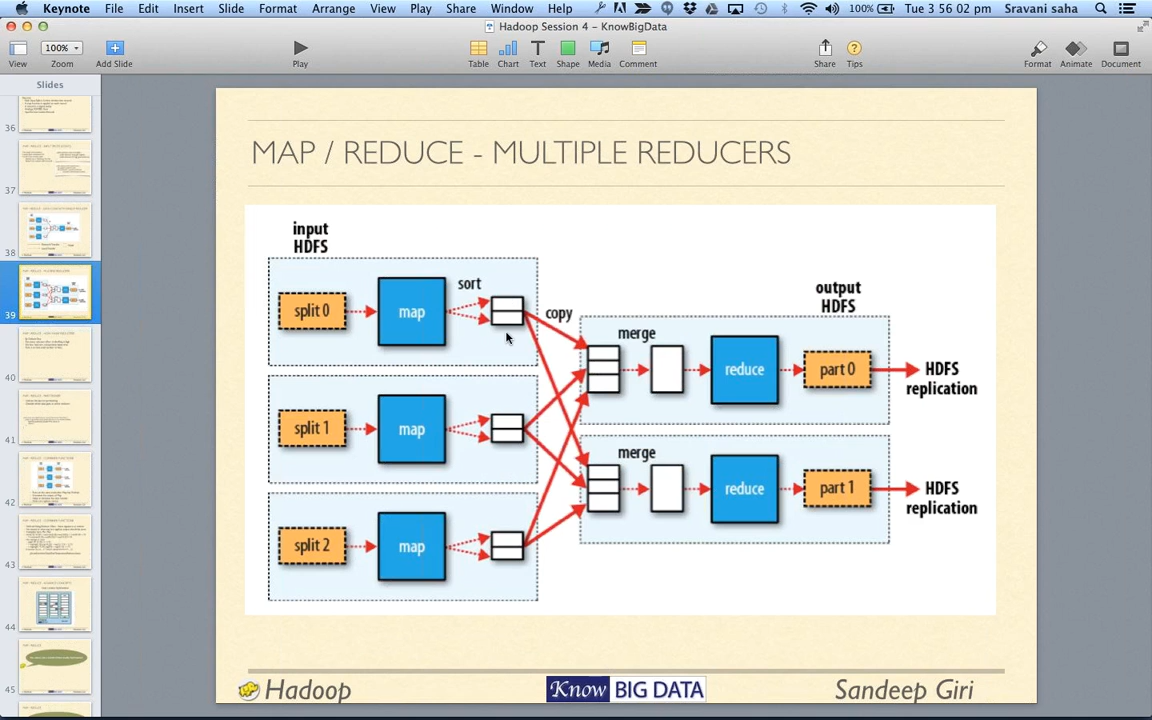 Keynote File Edit Insert Slide Format Arrange View Play Share Window Help 100% Tue 3 56 02 pm Sravani saha
Hadoop Session 4 - KnowBigData
100%
View Zoom Add Slide Play Table Chart Text Shape Media Comment Share Tips Format Animate Document
Slides
36
37
38
39
40
41
42
43
44
45
MAP / REDUCE - MULTIPLE REDUCERS
input
HDFS
sort
split 0 map
copy
output
HDFS
merge
reduce part 0 HDFS
replication
split 1 map
merge
reduce part 1 HDFS
replication
split 2 map
Hadoop Know BIG DATA Sandeep Giri